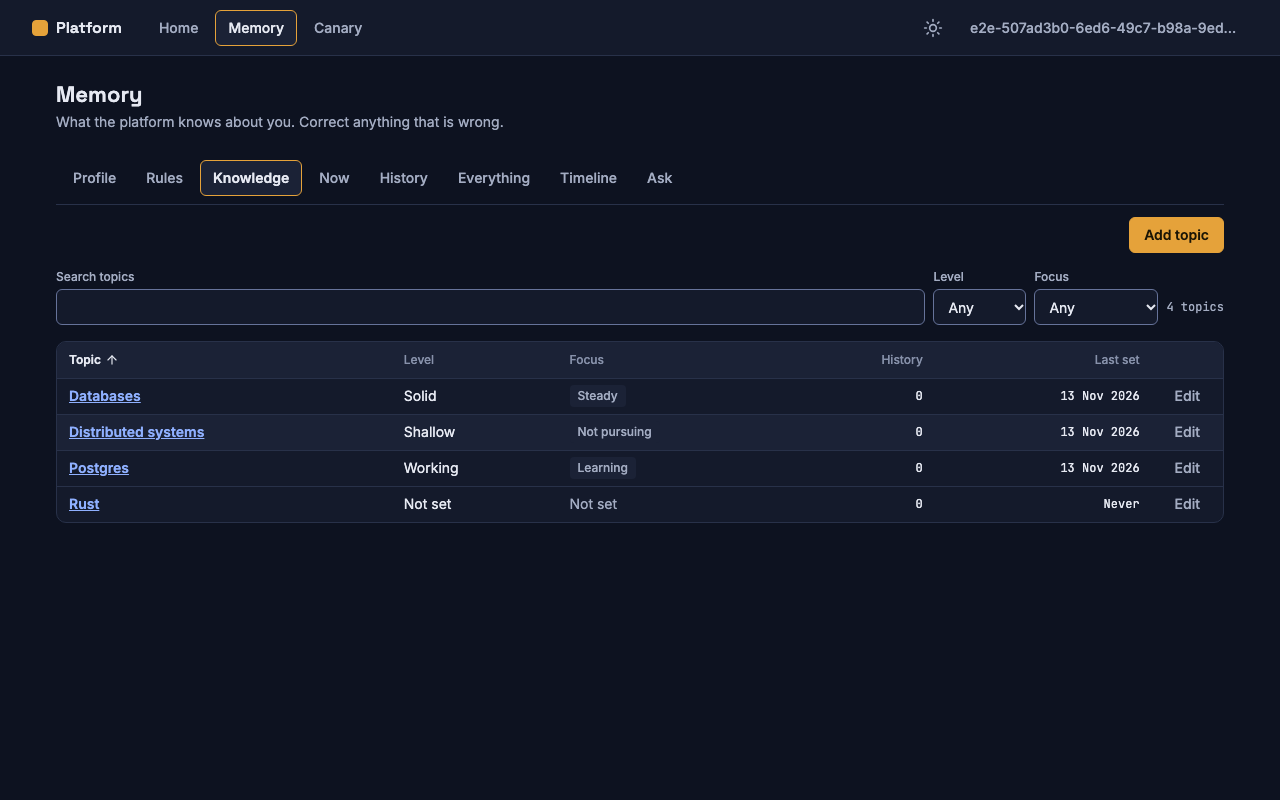 Platform Home Memory Canary e2e-507ad3b0-6ed6-49c7-b98a-9ed...
Memory
What the platform knows about you. Correct anything that is wrong.
Profile Rules Knowledge Now History Everything Timeline Ask
Add topic
Search topics Level Focus
Any Any 4 topics
Topic ↑ Level Focus History Last set
Databases Solid Steady 0 13 Nov 2026 Edit
Distributed systems Shallow Not pursuing 0 13 Nov 2026 Edit
Postgres Working Learning 0 13 Nov 2026 Edit
Rust Not set Not set 0 Never Edit